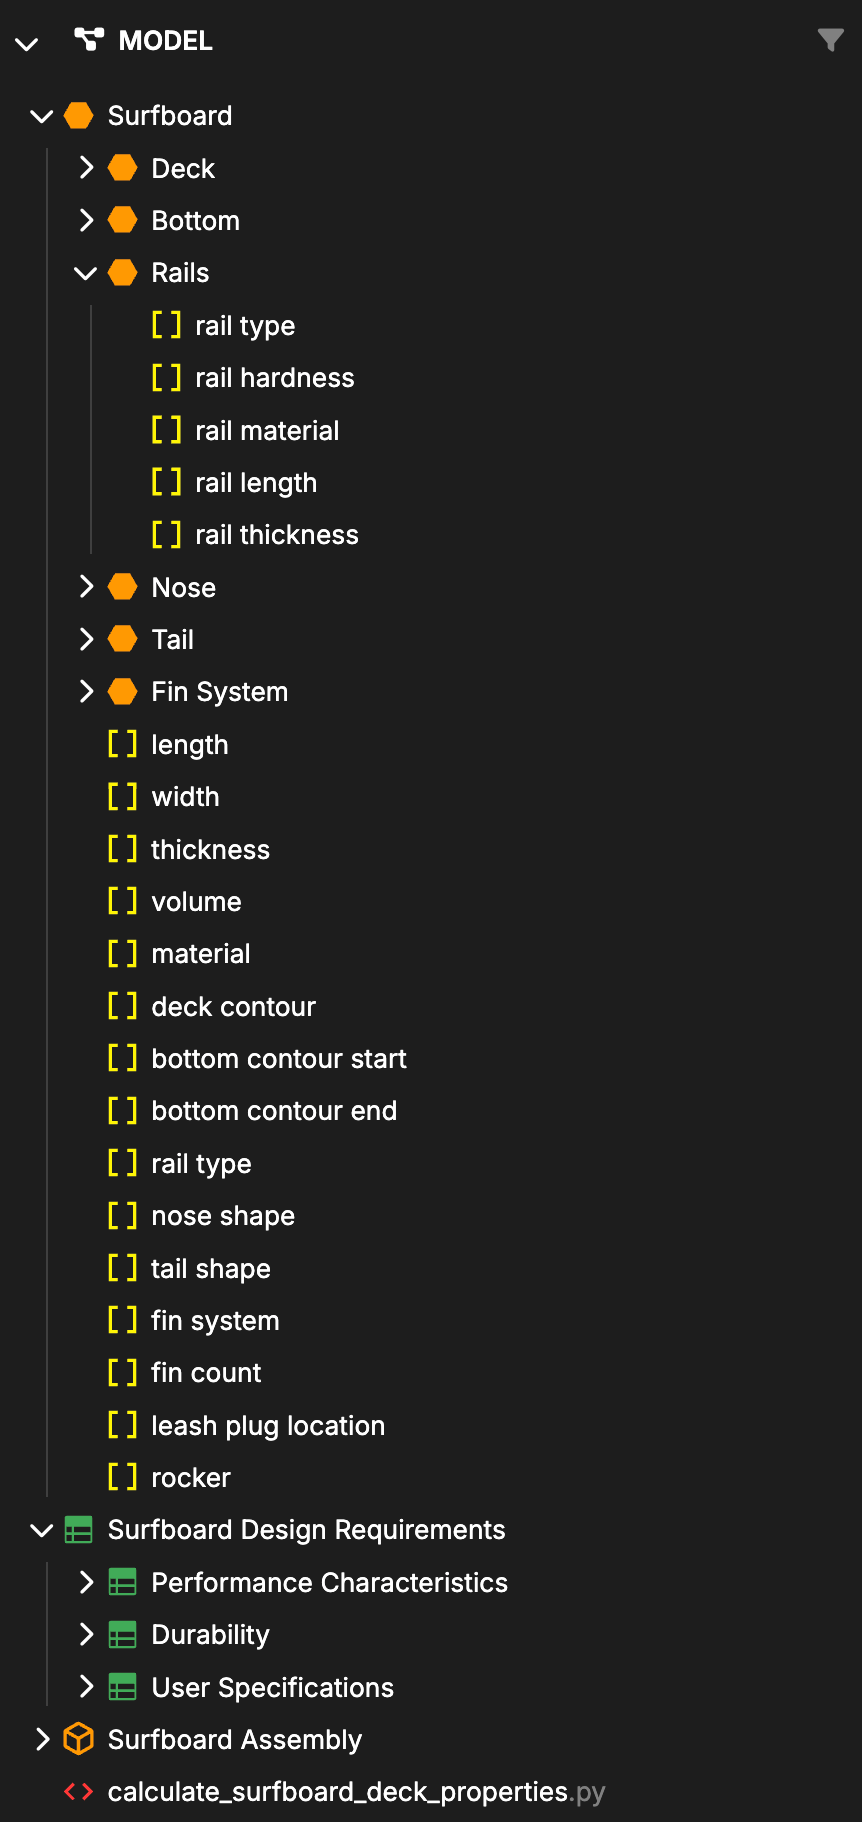 MODEL
Surfboard
Deck
Bottom
Rails
[ ] rail type
[ ] rail hardness
[ ] rail material
[ ] rail length
[ ] rail thickness
Nose
Tail
Fin System
[ ] length
[ ] width
[ ] thickness
[ ] volume
[ ] material
[ ] deck contour
[ ] bottom contour start
[ ] bottom contour end
[ ] rail type
[ ] nose shape
[ ] tail shape
[ ] fin system
[ ] fin count
[ ] leash plug location
[ ] rocker
Surfboard Design Requirements
Performance Characteristics
Durability
User Specifications
Surfboard Assembly
<> calculate_surfboard_deck_properties.py